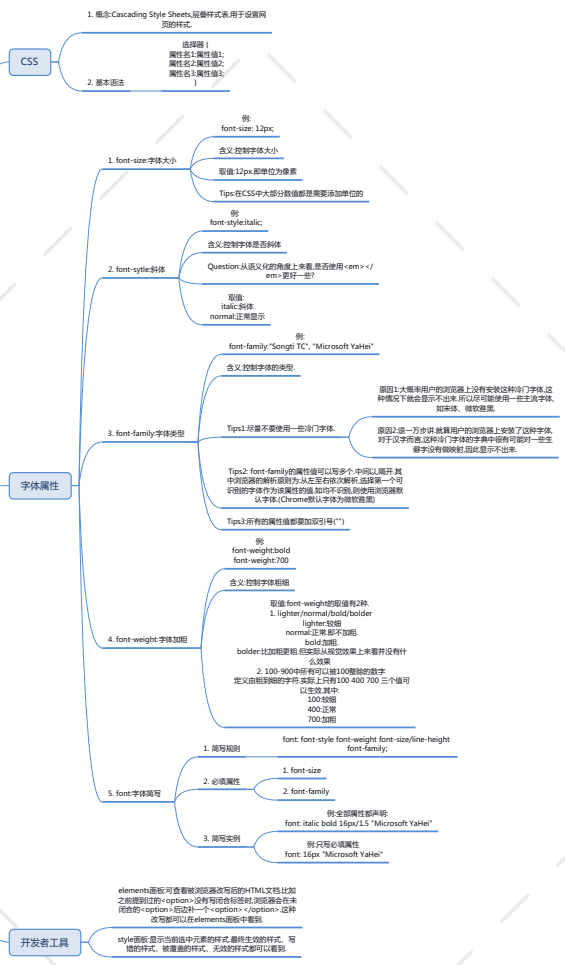 CSS
1. 概念:Cascading Style Sheets,层叠样式表.用于设置网
页的样式.
2. 基本语法
选择器 {
属性名1:属性值1;
属性名2:属性值2;
属性名3:属性值3;
}
字体属性
1. font-size:字体大小
例:
font-size: 12px;
含义:控制字体大小
取值:12px.即单位为像素
Tips:在CSS中大部分数值都是需要添加单位的
2. font-sytle:斜体
例:
font-style:italic;
含义:控制字体是否斜体
Question:从语义化的角度上来看,是否使用<em></
em>更好一些?
取值:
italic:斜体
normal:正常显示
3. font-family:字体类型
例:
font-family:"Songti TC", "Microsoft YaHei"
含义:控制字体的类型.
Tips1:尽量不要使用一些冷门字体.
原因1:大概率用户的浏览器上没有安装这种冷门字体,这
种情况下就会显示不出来.所以尽可能使用一些主流字体,
如宋体、微软雅黑.
原因2:退一万步讲.就算用户的浏览器上安装了这种字体,
对于汉字而言,这种冷门字体的字典中很有可能对一些生
僻字没有做映射,因此显示不出来.
Tips2: font-family的属性值可以写多个.中间以,隔开.其
中浏览器的解析原则为:从左至右依次解析,选择第一个可
识别的字体作为该属性的值.如均不识别,则使用浏览器默
认字体.(Chrome默认字体为微软雅黑)
Tips3:所有的属性值都要加双引号("")
4. font-weight:字体加粗
例:
font-weight:bold
font-weight:700
含义:控制字体粗细
取值:font-weight的取值有2种.
1. lighter/normal/bold/bolder
lighter:较细
normal:正常.即不加粗.
bold:加粗.
bolder:比加粗更粗.但实际从视觉效果上来看并没有什
么效果
2. 100-900中所有可以被100整除的数字
定义由粗到细的字符.实际上只有100 400 700 三个值可
以生效.其中:
100:较细
400:正常
700:加粗
5. font:字体简写
1. 简写规则
font: font-style font-weight font-size/line-height
font-family;
2. 必填属性
1. font-size
2. font-family
3. 简写实例
例:全部属性都声明:
font: italic bold 16px/1.5 "Microsoft YaHei"
例:只写必填属性
font: 16px "Microsoft YaHei"
开发者工具
elements面板:可查看被浏览器改写后的HTML文档.比如
之前提到过的<option>没有写闭合标签时,浏览器会在未
闭合的<option>后边补一个<option></option>.这种
改写都可以在elements面板中看到.
style面板:显示当前选中元素的样式.最终生效的样式、写
错的样式、被覆盖的样式、无效的样式都可以看到.